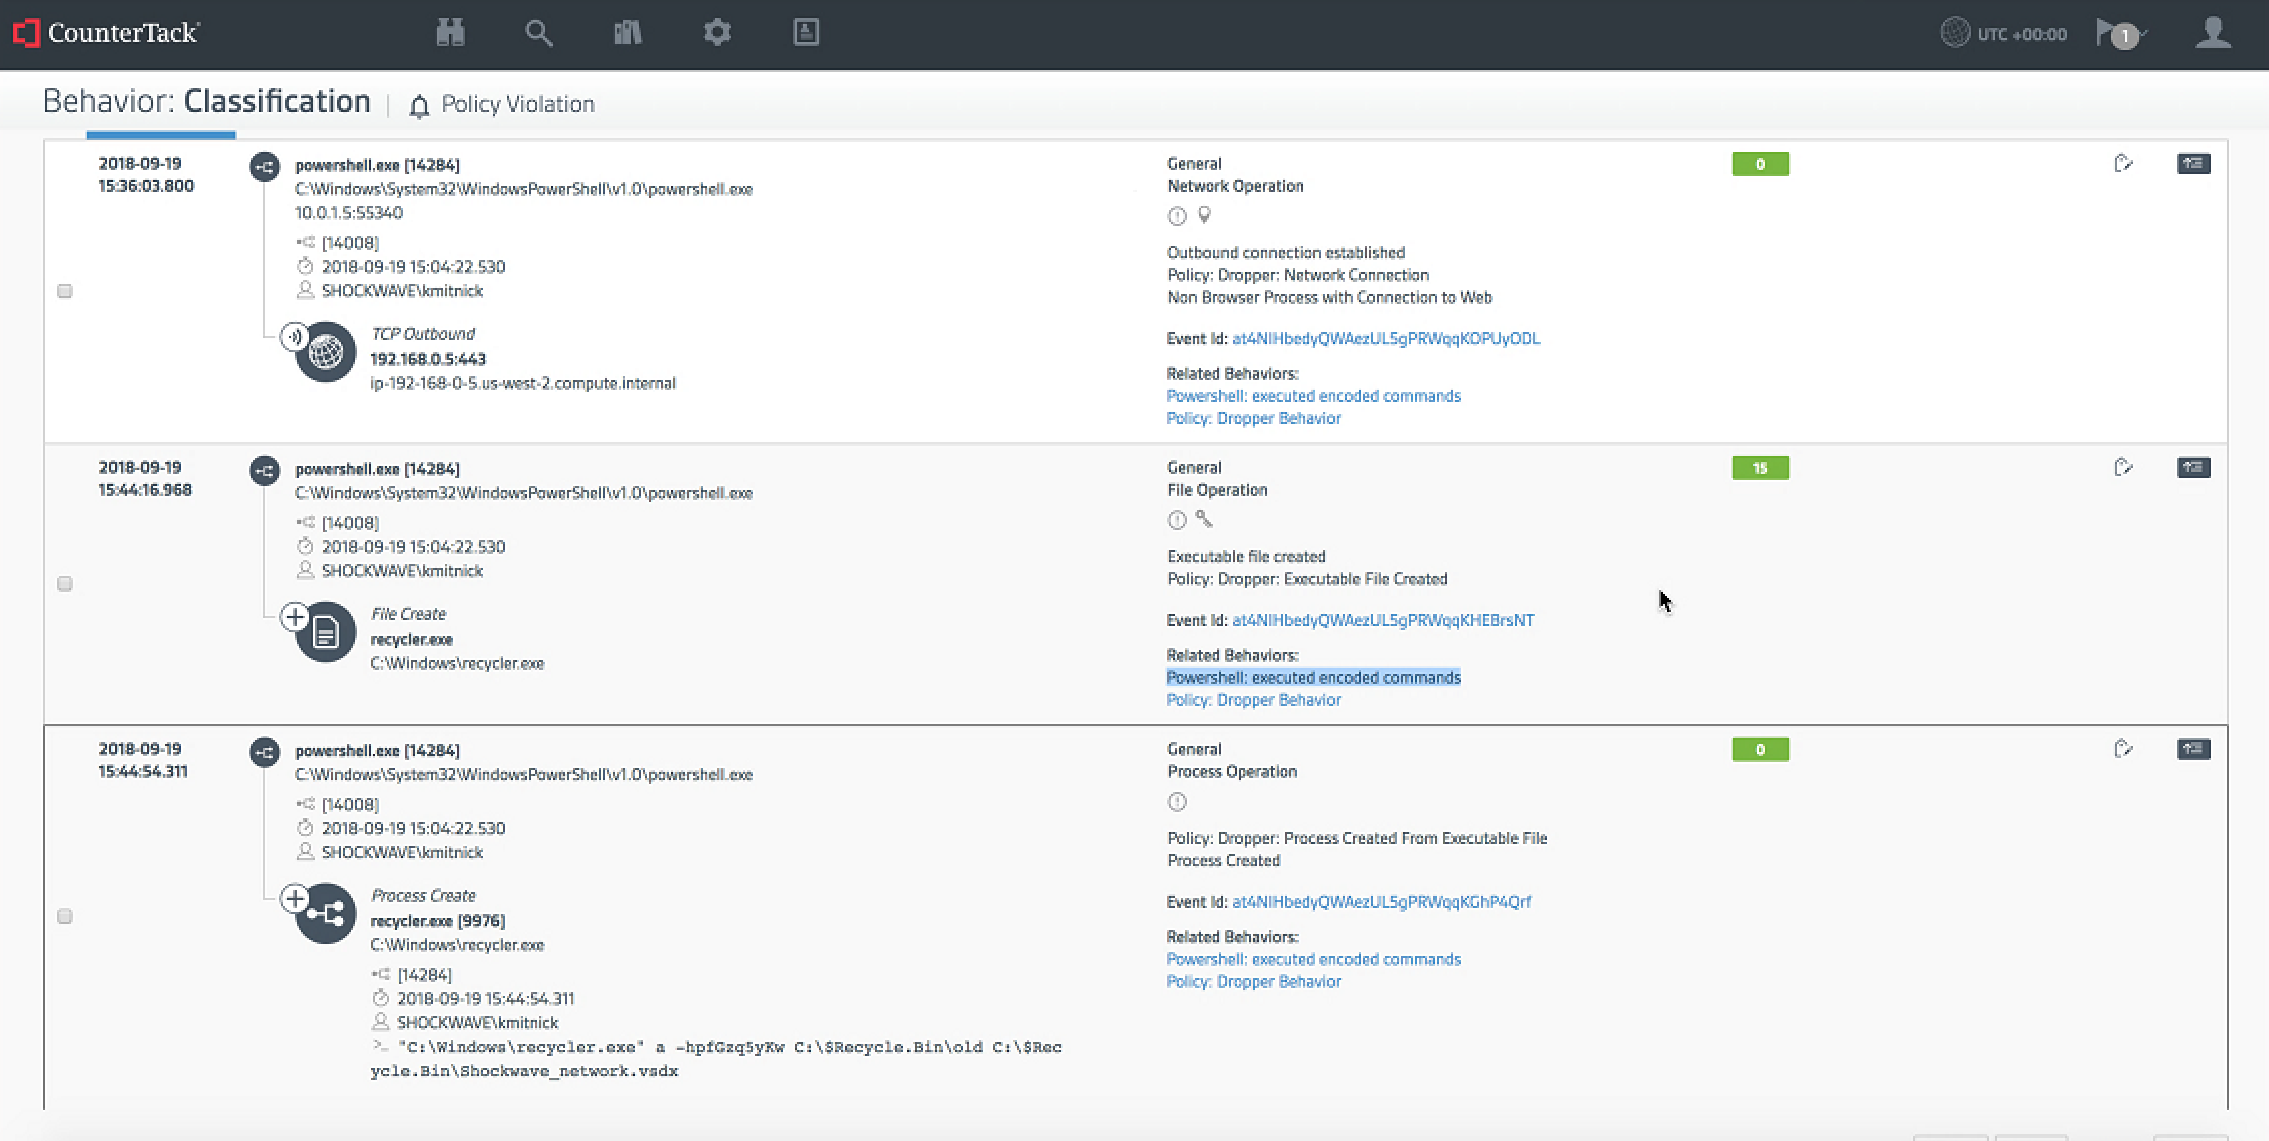 CounterTack
UTC +00:00
1
Behavior: Classification | Policy Violation
2018-09-19
15:36:03.800
powershell.exe [14284]
C:\Windows\System32\WindowsPowerShell\v1.0\powershell.exe
10.0.1.5:55340
[14008]
2018-09-19 15:04:22.530
SHOCKWAVE\kmitnick
TCP Outbound
192.168.0.5:443
ip-192-168-0-5.us-west-2.compute.internal
General
Network Operation
Outbound connection established
Policy: Dropper: Network Connection
Non Browser Process with Connection to Web
Event Id: at4NIHbedyQWAezUL5gPRWqqKOPUyODL
Related Behaviors:
Powershell: executed encoded commands
Policy: Dropper Behavior
0
2018-09-19
15:44:16.968
powershell.exe [14284]
C:\Windows\System32\WindowsPowerShell\v1.0\powershell.exe
[14008]
2018-09-19 15:04:22.530
SHOCKWAVE\kmitnick
File Create
recycler.exe
C:\Windows\recycler.exe
General
File Operation
Executable file created
Policy: Dropper: Executable File Created
Event Id: at4NIHbedyQWAezUL5gPRWqqKHEBrsNT
Related Behaviors:
Powershell: executed encoded commands
Policy: Dropper Behavior
15
2018-09-19
15:44:54.311
powershell.exe [14284]
C:\Windows\System32\WindowsPowerShell\v1.0\powershell.exe
[14008]
2018-09-19 15:04:22.530
SHOCKWAVE\kmitnick
Process Create
recycler.exe [9976]
C:\Windows\recycler.exe
[14284]
2018-09-19 15:44:54.311
SHOCKWAVE\kmitnick
>_ "C:\Windows\recycler.exe" a -hpfGzq5yKw C:\$Recycle.Bin\old C:\$Rec
ycle.Bin\Shockwave_network.vsdx
General
Process Operation
Policy: Dropper: Process Created From Executable File
Process Created
Event Id: at4NIHbedyQWAezUL5gPRWqqKGhP4Qrf
Related Behaviors:
Powershell: executed encoded commands
Policy: Dropper Behavior
0